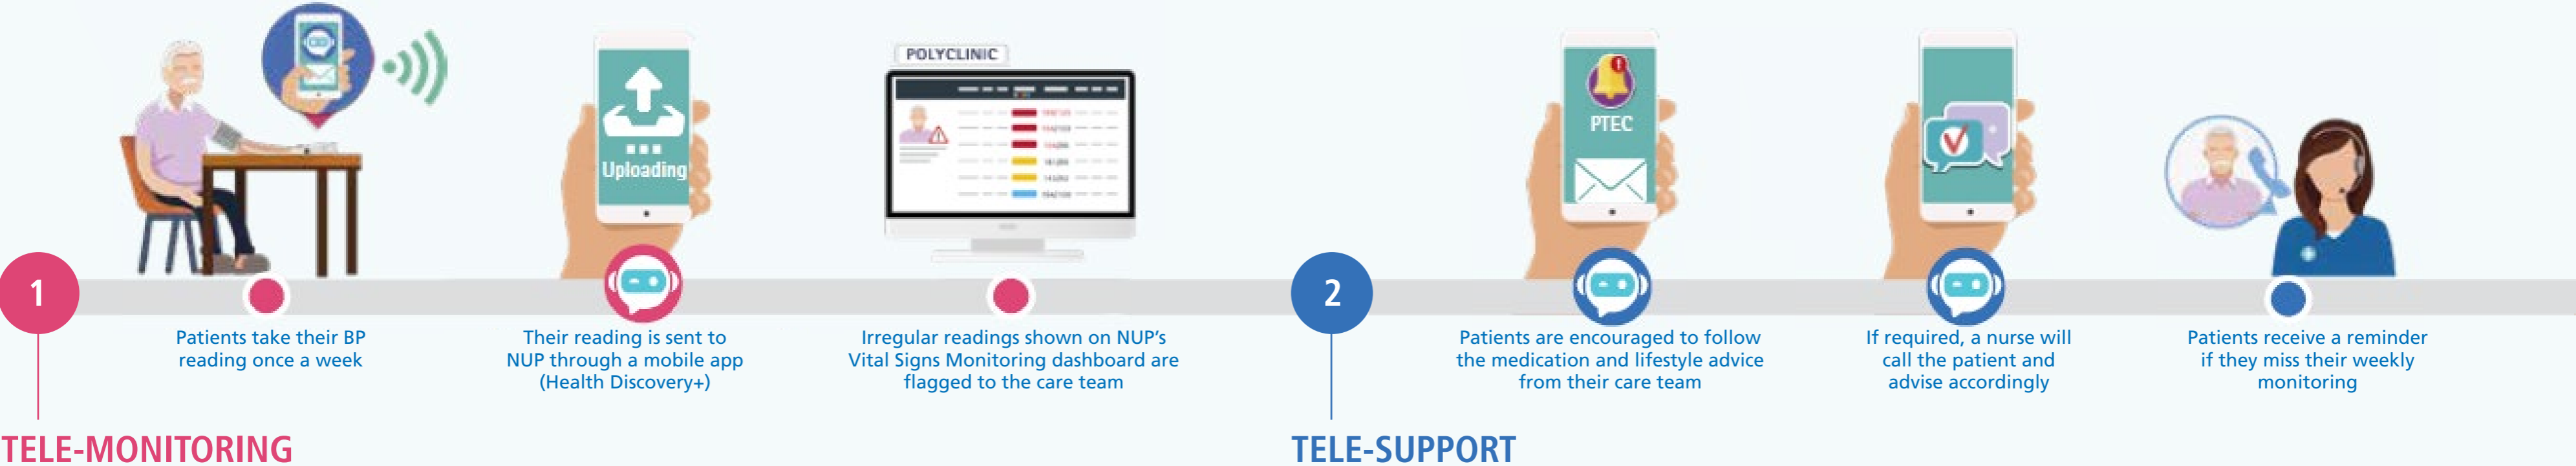 POLYCLINIC
Uploading
PTEC
1
Patients take their BP
reading once a week
Their reading is sent to
NUP through a mobile app
(Health Discovery+)
Irregular readings shown on NUP's
Vital Signs Monitoring dashboard are
flagged to the care team
TELE-MONITORING
2
Patients are encouraged to follow
the medication and lifestyle advice
from their care team
If required, a nurse will
call the patient and
advise accordingly
Patients receive a reminder
if they miss their weekly
monitoring
TELE-SUPPORT